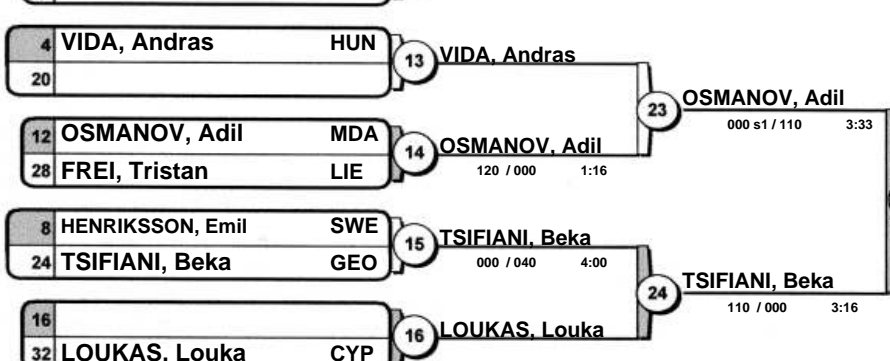 4 VIDA, Andras HUN
20
13 VIDA, Andras
12 OSMANOV, Adil MDA
28 FREI, Tristan LIE
14 OSMANOV, Adil
120 / 000 1:16
23 OSMANOV, Adil
000 s1 / 110 3:33
8 HENRIKSSON, Emil SWE
24 TSIFIANI, Beka GEO
15 TSIFIANI, Beka
000 / 040 4:00
16
32 LOUKAS, Louka CYP
16 LOUKAS, Louka
24 TSIFIANI, Beka
110 / 000 3:16